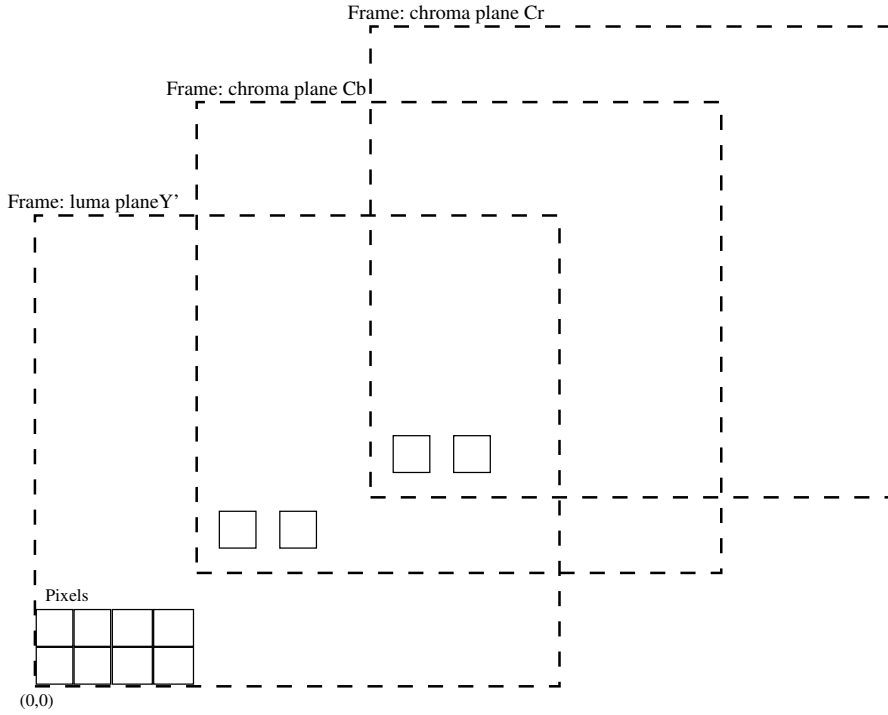 Frame: chroma plane Cr
Frame: chroma plane Cb
Frame: luma planeY’
Pixels
(0,0)